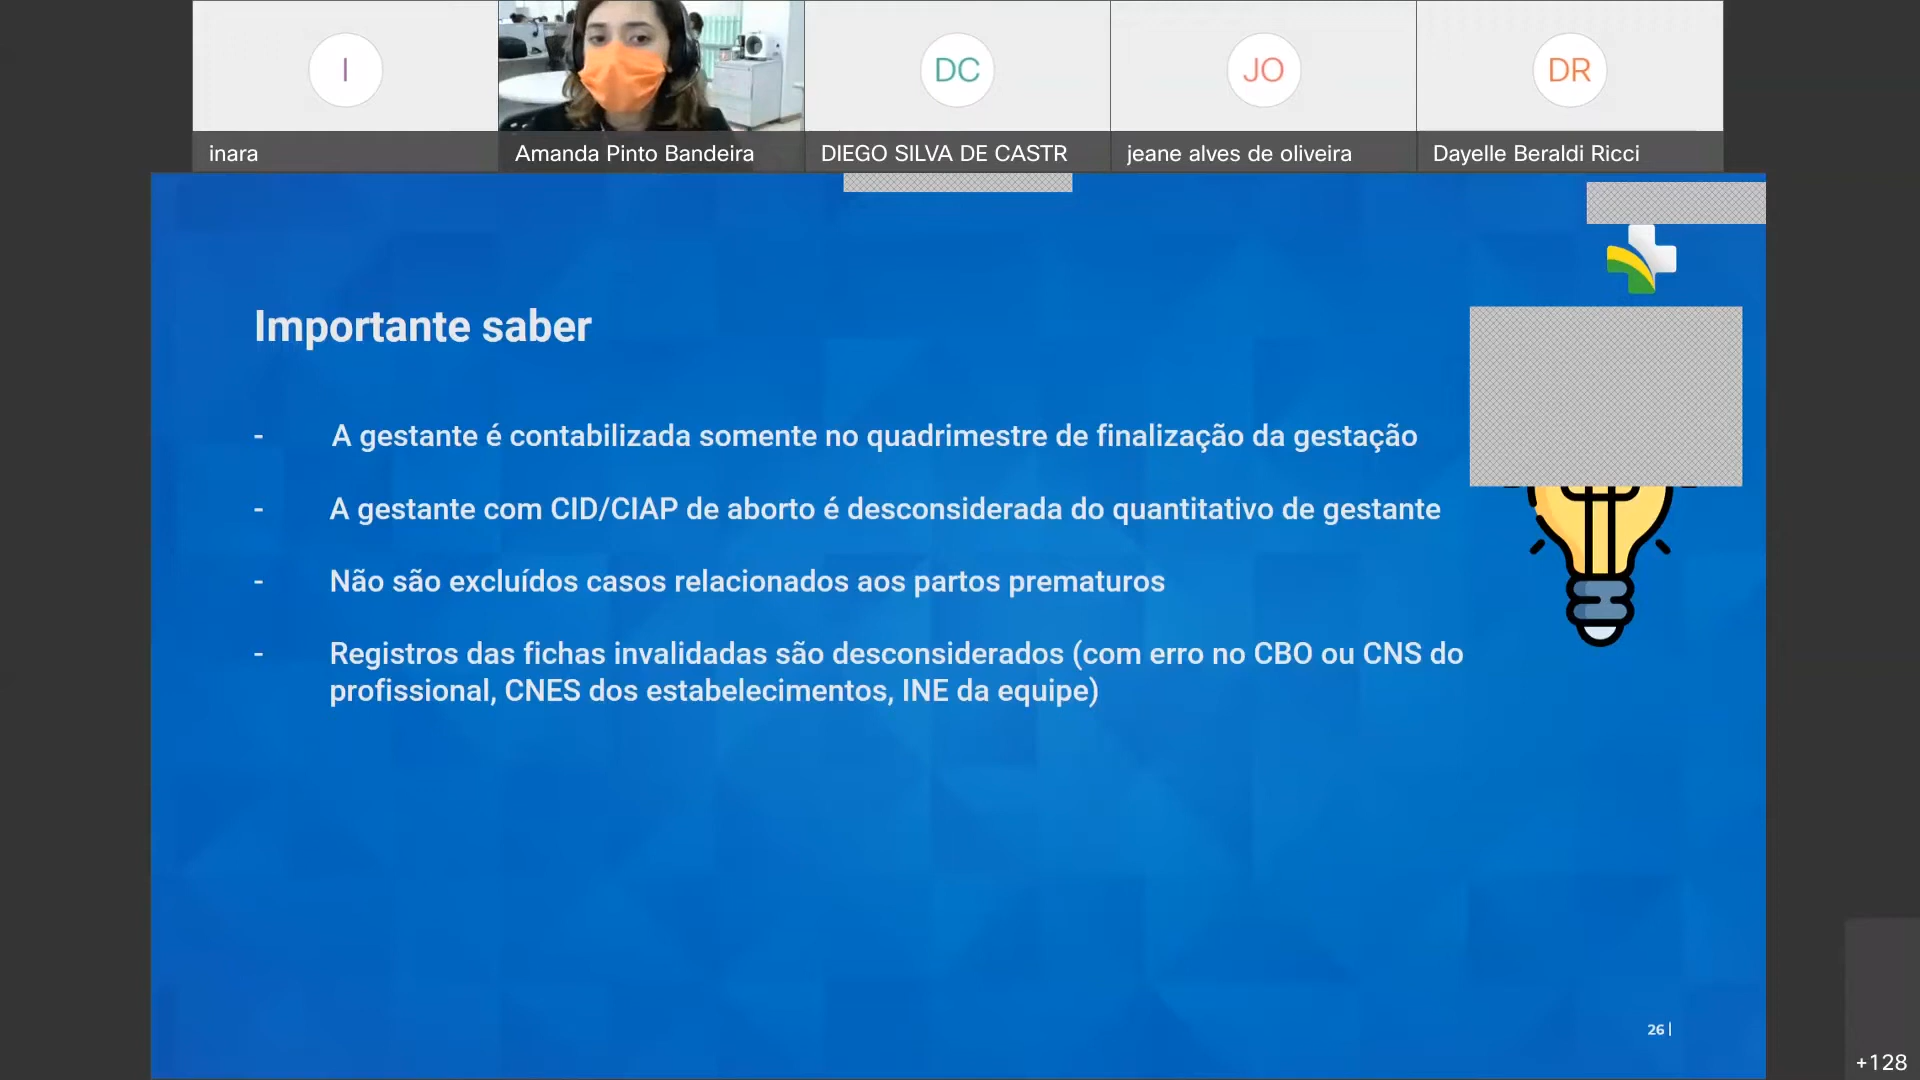 I
DC
JO
DR
inara
Amanda Pinto Bandeira
DIEGO SILVA DE CASTR
jeane alves de oliveira
Dayelle Beraldi Ricci
Importante saber
- A gestante é contabilizada somente no quadrimestre de finalização da gestação
- A gestante com CID/CIAP de aborto é desconsiderada do quantitativo de gestante
- Não são excluídos casos relacionados aos partos prematuros
- Registros das fichas invalidadas são desconsiderados (com erro no CBO ou CNS do
profissional, CNES dos estabelecimentos, INE da equipe)
26 |
+128